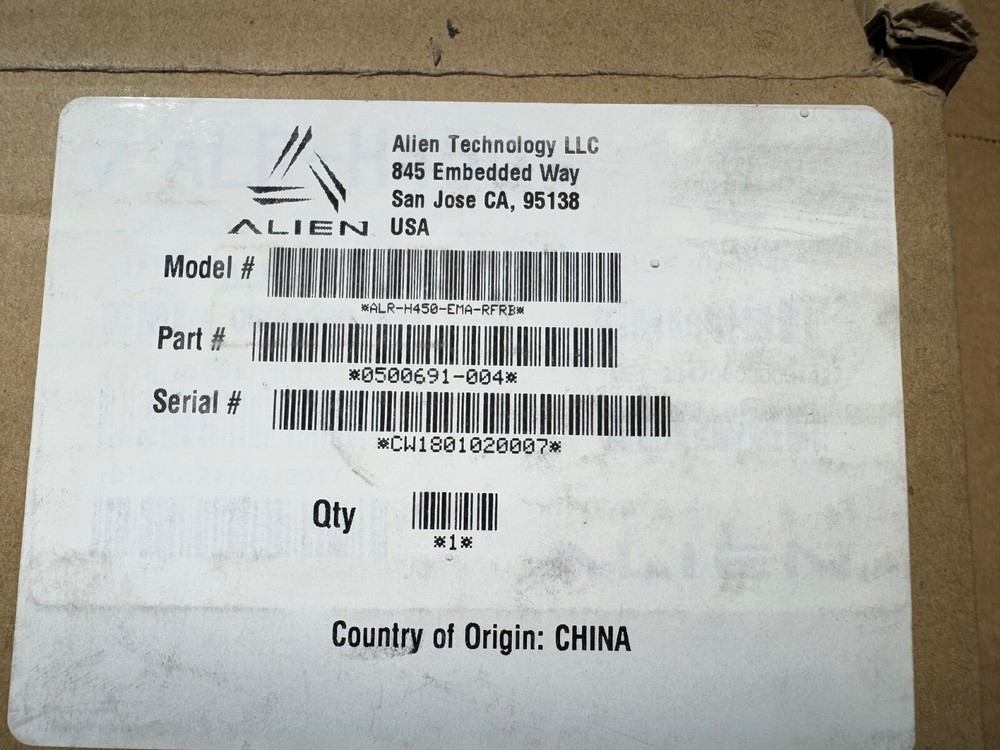 ALIEN
Alien Technology LLC
845 Embedded Way
San Jose CA, 95138
USA
Model #
*ALR-H450-EMA-RFRB*
Part #
*0500691-004*
Serial #
*CW1801020007*
Qty
*1*
Country of Origin: CHINA